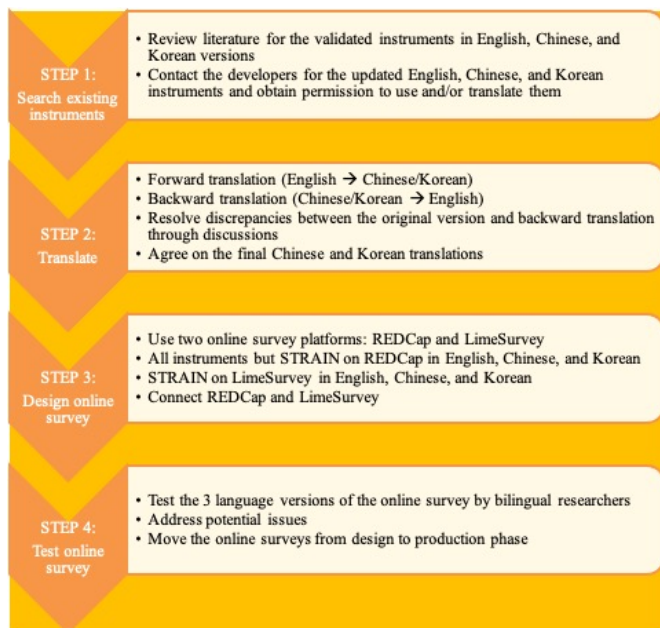 STEP 1:
Search existing
instruments
• Review literature for the validated instruments in English, Chinese, and
Korean versions
• Contact the developers for the updated English, Chinese, and Korean
instruments and obtain permission to use and/or translate them
STEP 2:
Translate
• Forward translation (English → Chinese/Korean)
• Backward translation (Chinese/Korean → English)
• Resolve discrepancies between the original version and backward translation
through discussions
• Agree on the final Chinese and Korean translations
STEP 3:
Design online
survey
• Use two online survey platforms: REDCap and LimeSurvey
• All instruments but STRAIN on REDCap in English, Chinese, and Korean
• STRAIN on LimeSurvey in English, Chinese, and Korean
• Connect REDCap and LimeSurvey
STEP 4:
Test online
survey
• Test the 3 language versions of the online survey by bilingual researchers
• Address potential issues
• Move the online surveys from design to production phase